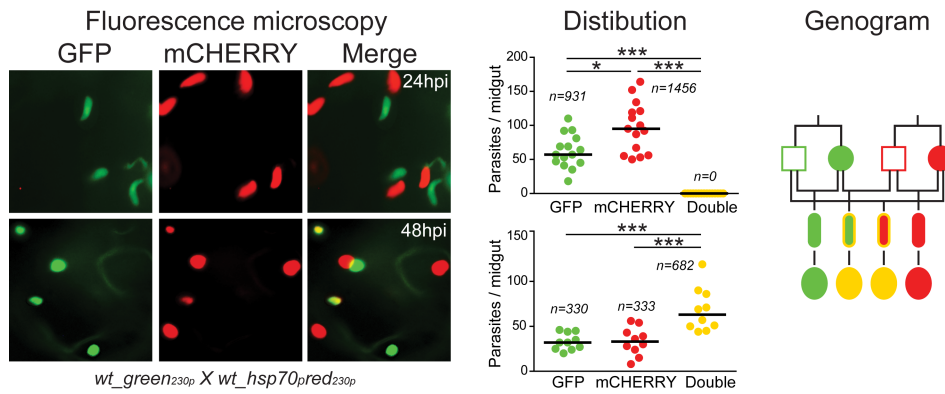 Fluorescence microscopy
GFP mCHERRY Merge
24hpi
48hpi
wt_green230p X wt_hsp70pred230p
Distibution
200
150
100
50
0
Parasites / midgut
***
* ***
n=931
n=1456
n=0
GFP mCHERRY Double
150
100
50
0
Parasites / midgut
***
***
n=682
n=330 n=333
GFP mCHERRY Double
Genogram